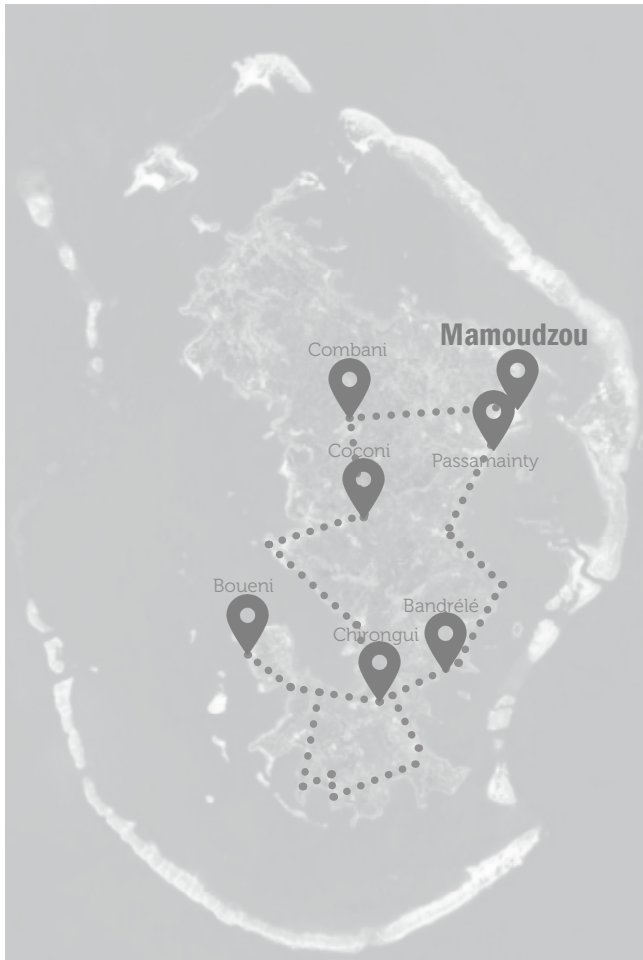 Mamoudzou
Combani
Coconi
Passamainty
Boueni
Bandrélé
Chirongui